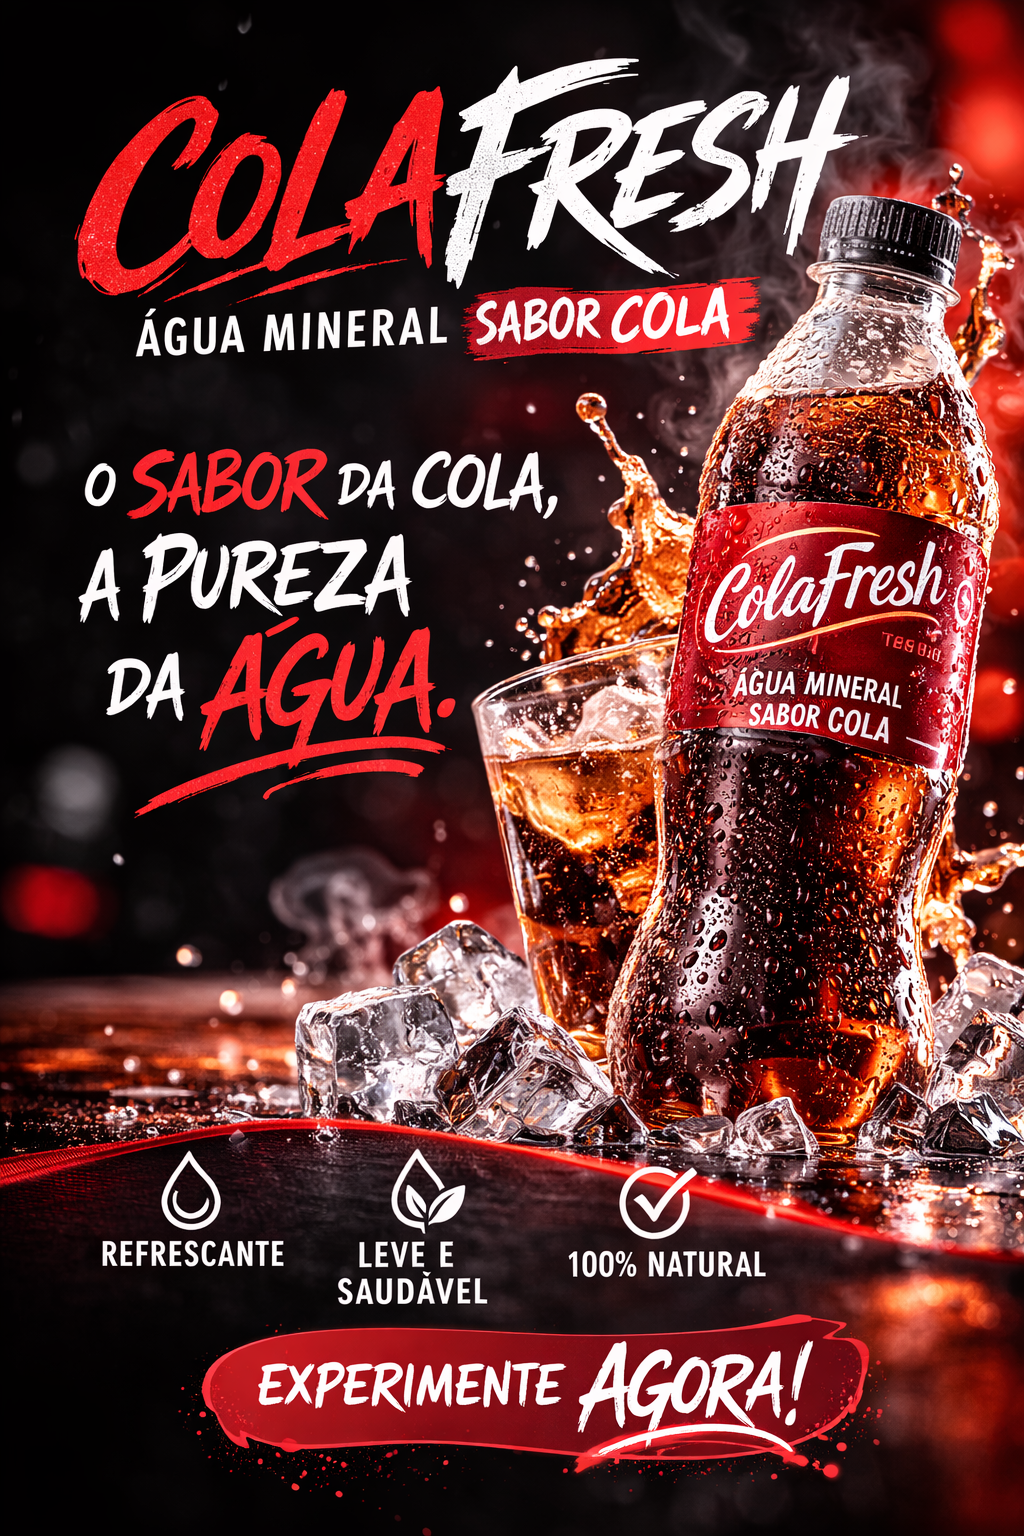 COLAFRESH
ÁGUA MINERAL SABOR COLA
O SABOR DA COLA,
A PUREZA
DA ÁGUA.
ColaFresh
ÁGUA MINERAL
SABOR COLA
REFRESCANTE
LEVE E
SAUDÁVEL
100% NATURAL
EXPERIMENTE AGORA!